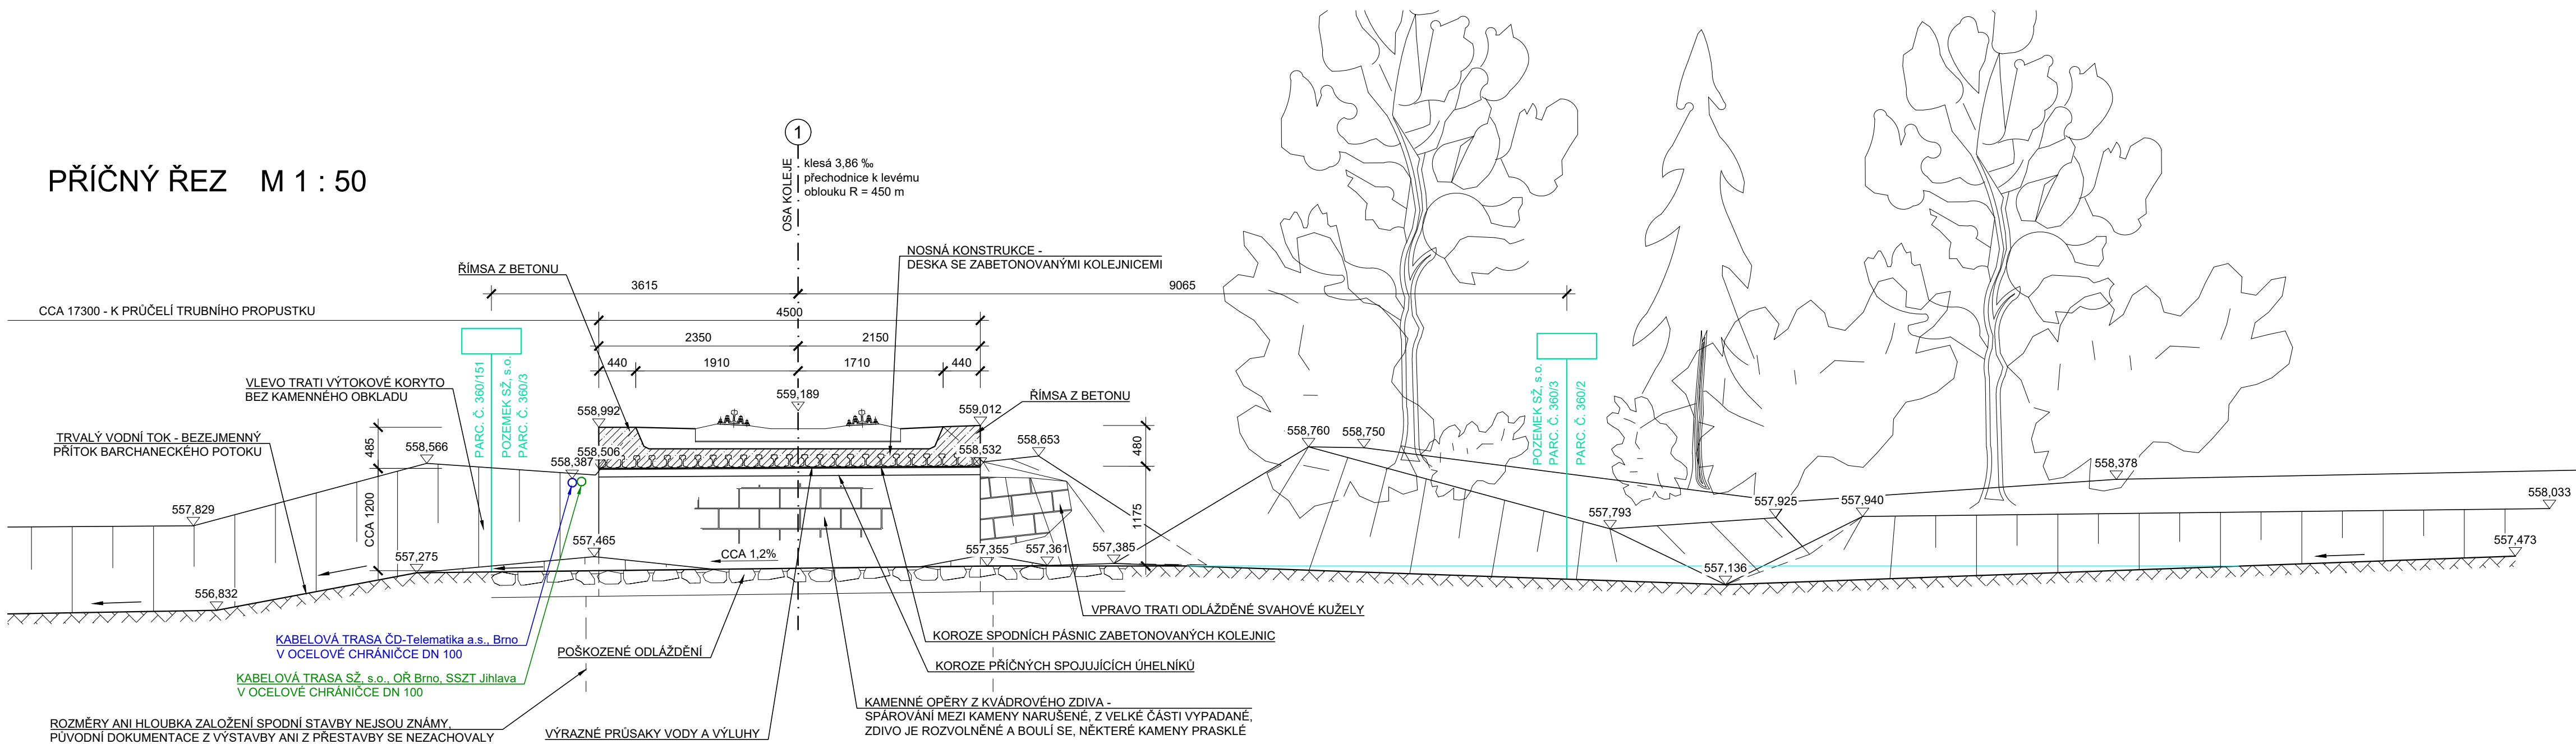 PŘÍČNÝ ŘEZ M 1 : 50
1
OSA KOLEJE
klesá 3,86 ‰
přechodnice k levému
oblouku R = 450 m
NOSNÁ KONSTRUKCE -
DESKA SE ZABETONOVANÝMI KOLEJNICEMI
ŘÍMSA Z BETONU
3615
9065
CCA 17300 - K PRŮČELÍ TRUBNÍHO PROPUSTKU
4500
2350
2150
440
1910
1710
440
VLEVO TRATI VÝTOKOVÉ KORYTO
BEZ KAMENNÉHO OBKLADU
PARC. Č. 360/151
POZEMEK SŽ, s.o.
PARC. Č. 360/3
559,189
ŘÍMSA Z BETONU
558,992
559,012
TRVALÝ VODNÍ TOK - BEZEJMENNÝ
PŘÍTOK BARCHANECKÉHO POTOKU
485
558,566
558,506
558,387
558,532
558,653
480
558,760
558,750
POZEMEK SŽ, s.o.
PARC. Č. 360/3
PARC. Č. 360/2
558,378
558,033
557,829
CCA 1200
557,275
557,465
CCA 1,2%
557,355
557,361
557,385
1175
557,793
557,925
557,940
557,473
557,136
556,832
VPRAVO TRATI ODLÁŽDĚNÉ SVAHOVÉ KUŽELY
KABELOVÁ TRASA ČD-Telematika a.s., Brno
V OCELOVÉ CHRÁNIČCE DN 100
POŠKOZENÉ ODLÁŽDĚNÍ
KOROZE SPODNÍCH PÁSNIC ZABETONOVANÝCH KOLEJNIC
KOROZE PŘÍČNÝCH SPOJUJÍCÍCH ÚHELNÍKŮ
KABELOVÁ TRASA SŽ, s.o., OŘ Brno, SSZT Jihlava
V OCELOVÉ CHRÁNIČCE DN 100
KAMENNÉ OPĚRY Z KVÁDROVÉHO ZDIVA -
SPÁROVÁNÍ MEZI KAMENY NARUŠENÉ, Z VELKÉ ČÁSTI VYPADANÉ,
ZDIVO JE ROZVOLNĚNÉ A BOULÍ SE, NĚKTERÉ KAMENY PRASKLÉ
ROZMĚRY ANI HLOUBKA ZALOŽENÍ SPODNÍ STAVBY NEJSOU ZNÁMY,
PŮVODNÍ DOKUMENTACE Z VÝSTAVBY ANI Z PŘESTAVBY SE NEZACHOVALY
VÝRAZNÉ PRŮSAKY VODY A VÝLUHY